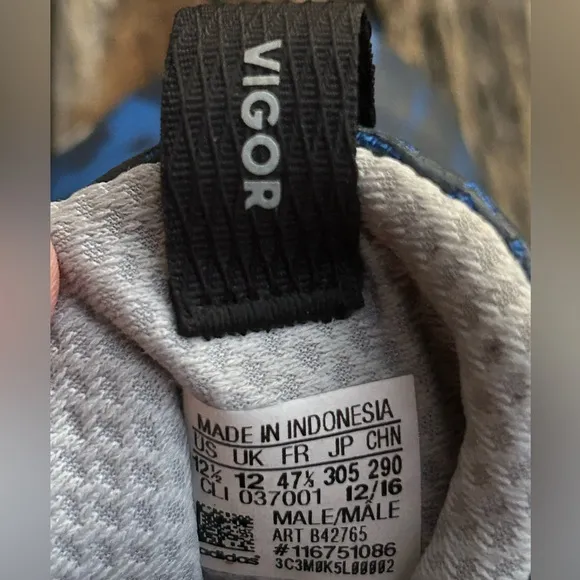 VIGOR
MADE IN INDONESIA
US UK FR JP CHN
12½ 12 47⅓ 305 290
CLI 037001 12/16
MALE/MÂLE
ART B42765
#116751086
adidas 3C3M0K5L00002